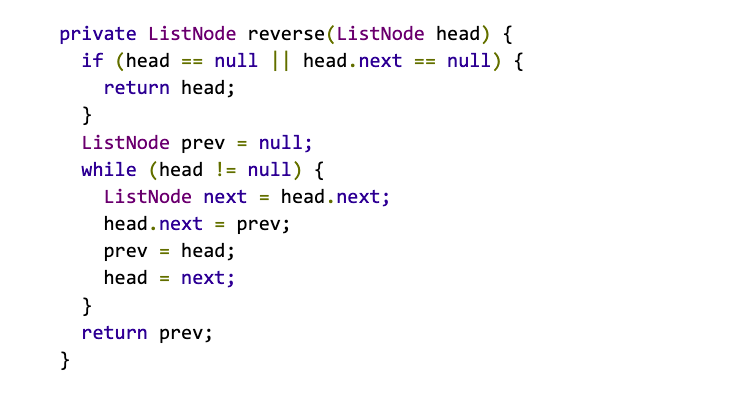 private ListNode reverse(ListNode head) {
  if (head == null || head.next == null) {
    return head;
  }
  ListNode prev = null;
  while (head != null) {
    ListNode next = head.next;
    head.next = prev;
    prev = head;
    head = next;
  }
  return prev;
}